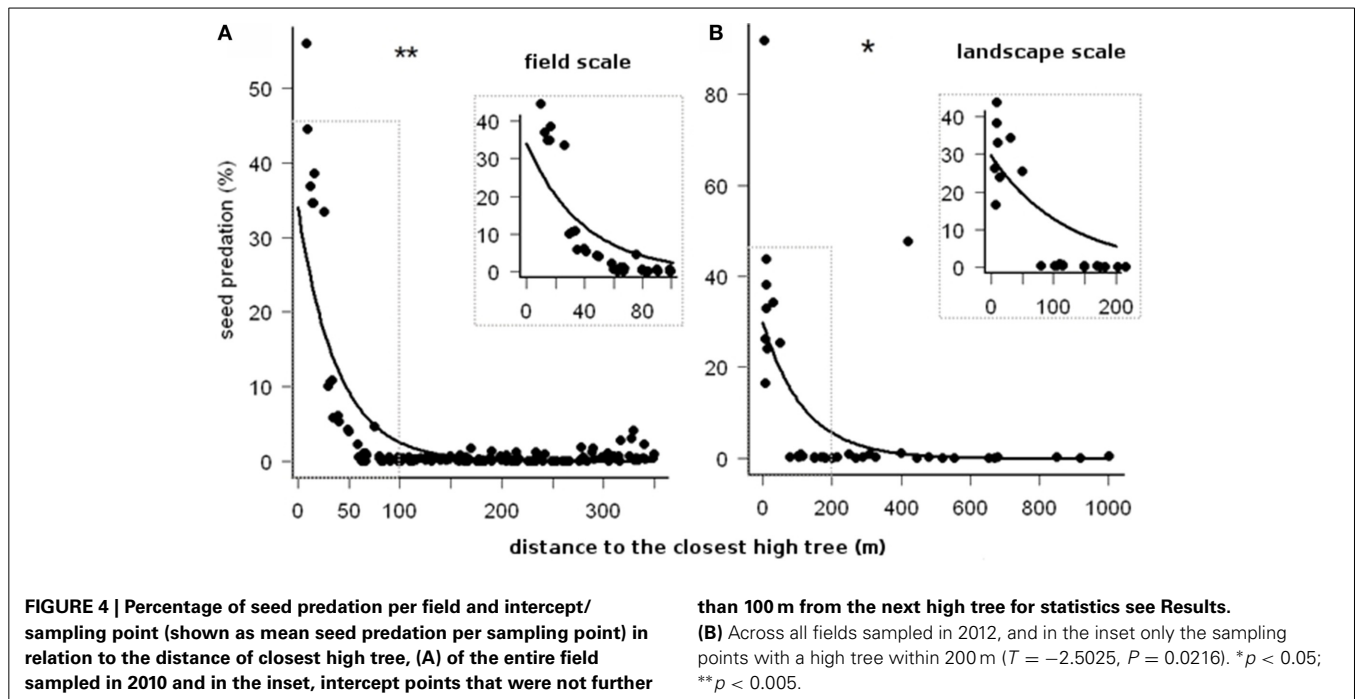 A
**
field scale
50
40
30
20
10
0
seed predation (%)
40
30
20
10
0
0 40 80
0 50 100 200 300
B
*
landscape scale
80
60
40
20
0
40
30
20
10
0
0 100 200
0 200 400 600 800 1000
distance to the closest high tree (m)
FIGURE 4 | Percentage of seed predation per field and intercept/
sampling point (shown as mean seed predation per sampling point) in
relation to the distance of closest high tree, (A) of the entire field
sampled in 2010 and in the inset, intercept points that were not further
than 100 m from the next high tree for statistics see Results.
(B) Across all fields sampled in 2012, and in the inset only the sampling
points with a high tree within 200 m (T = −2.5025, P = 0.0216). *p < 0.05;
**p < 0.005.